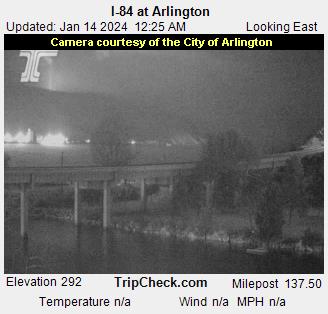 I-84 at Arlington
Updated: Jan 14 2024 12:25 AM Looking East
Camera courtesy of the City of Arlington
Elevation 292 TripCheck.com Milepost 137.50
Temperature n/a Wind n/a MPH n/a